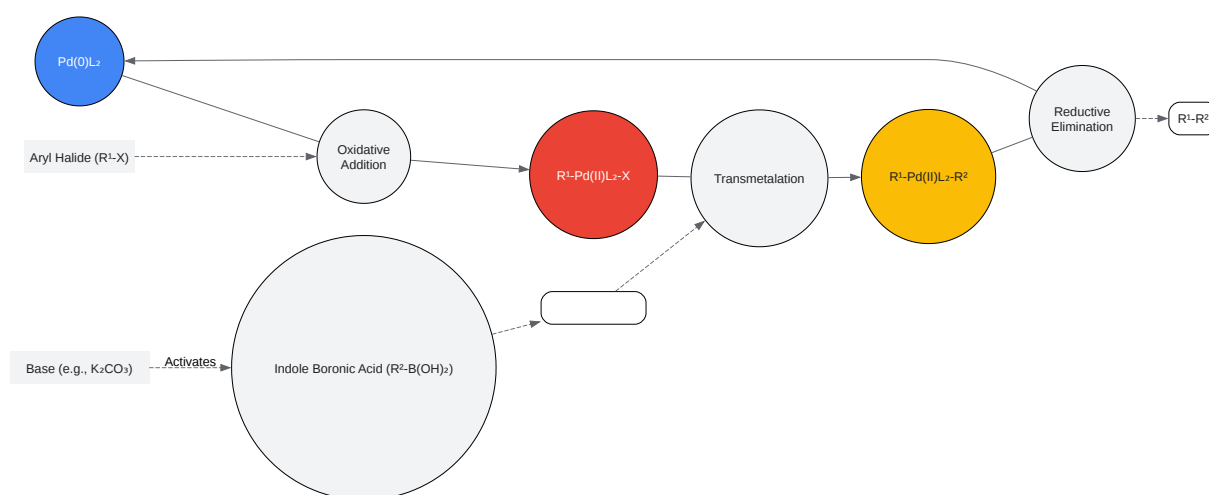 Pd(0)L₂
Aryl Halide (R¹-X)
Oxidative
Addition
R¹-Pd(II)L₂-X
Transmetalation
R¹-Pd(II)L₂-R²
Reductive
Elimination
R¹-R²
Base (e.g., K₂CO₃)
Activates
Indole Boronic Acid (R²-B(OH)₂)